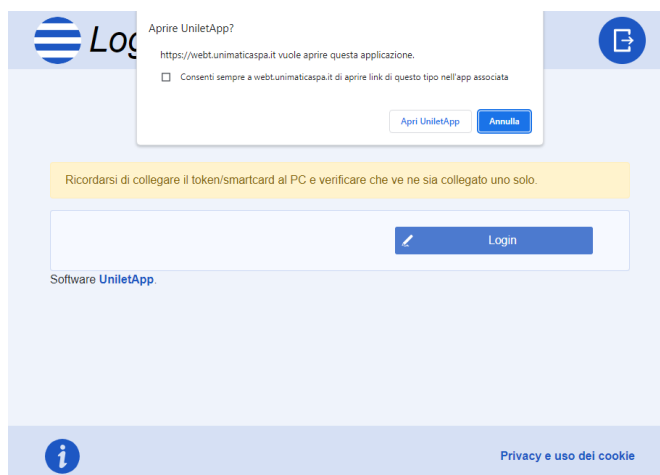 Log
Aprire UniletApp?
https://webt.unimaticaspa.it vuole aprire questa applicazione.
Consenti sempre a webt.unimaticaspa.it di aprire link di questo tipo nell'app associata
Apri UniletApp
Annulla
Ricordarsi di collegare il token/smartcard al PC e verificare che ve ne sia collegato uno solo.
Login
Software UniletApp.
i
Privacy e uso dei cookie